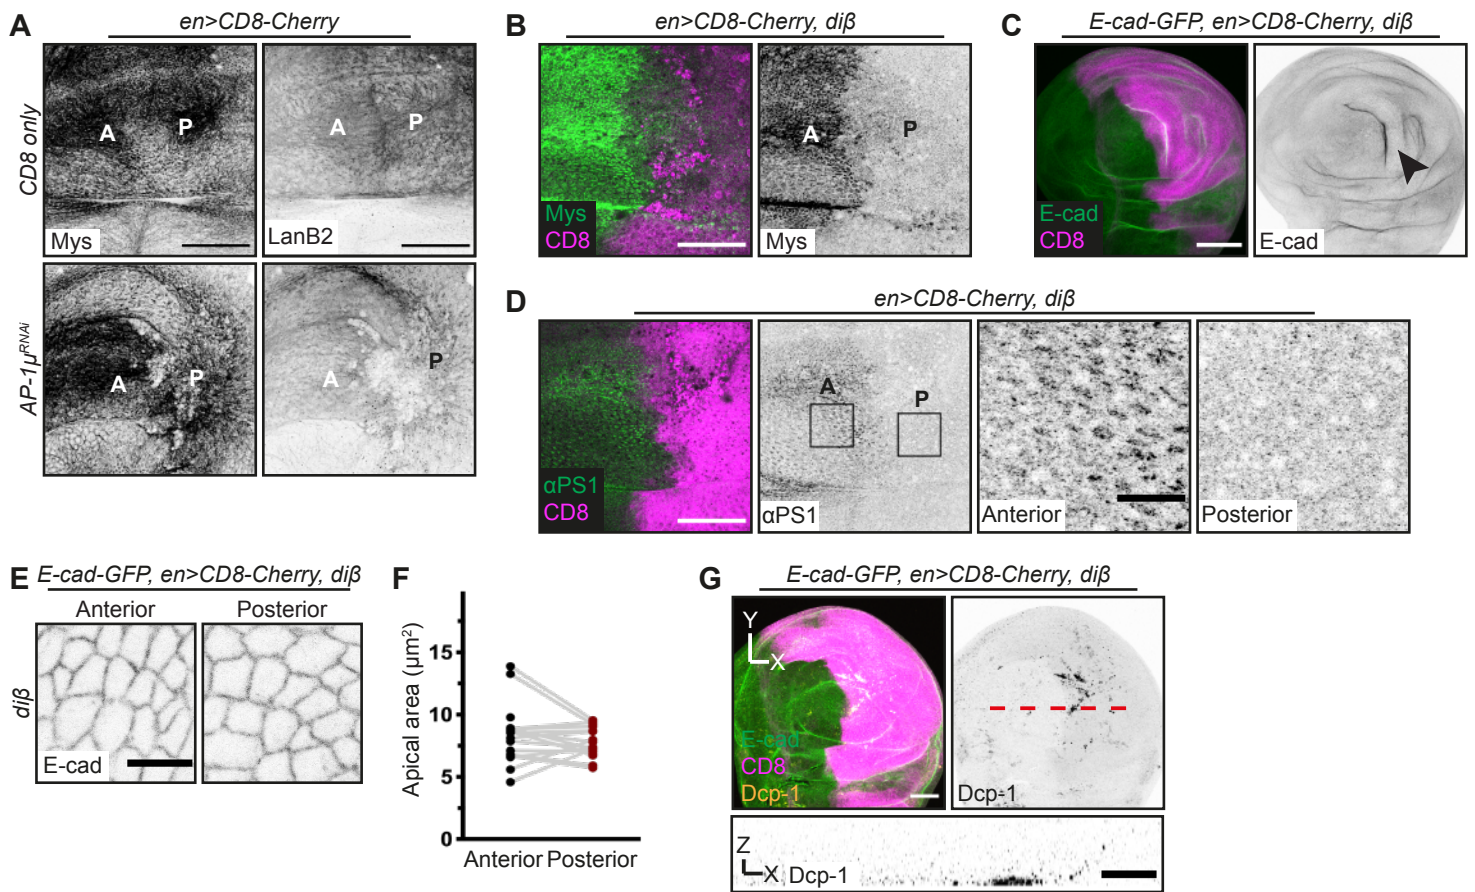 A
en>CD8-Cherry
CD8 only
A
P
Mys
LanB2
A
P
AP-1μRNAi
A
P
A
P
B
en>CD8-Cherry, diβ
Mys
CD8
A
P
Mys
C
E-cad-GFP, en>CD8-Cherry, diβ
E-cad
CD8
E-cad
D
en>CD8-Cherry, diβ
αPS1
CD8
A
P
αPS1
Anterior
Posterior
E
E-cad-GFP, en>CD8-Cherry, diβ
Anterior
Posterior
diβ
E-cad
F
Apical area (μm²)
15
10
5
0
Anterior Posterior
G
E-cad-GFP, en>CD8-Cherry, diβ
Y
X
E-cad
CD8
Dcp-1
Dcp-1
Z
X
Dcp-1